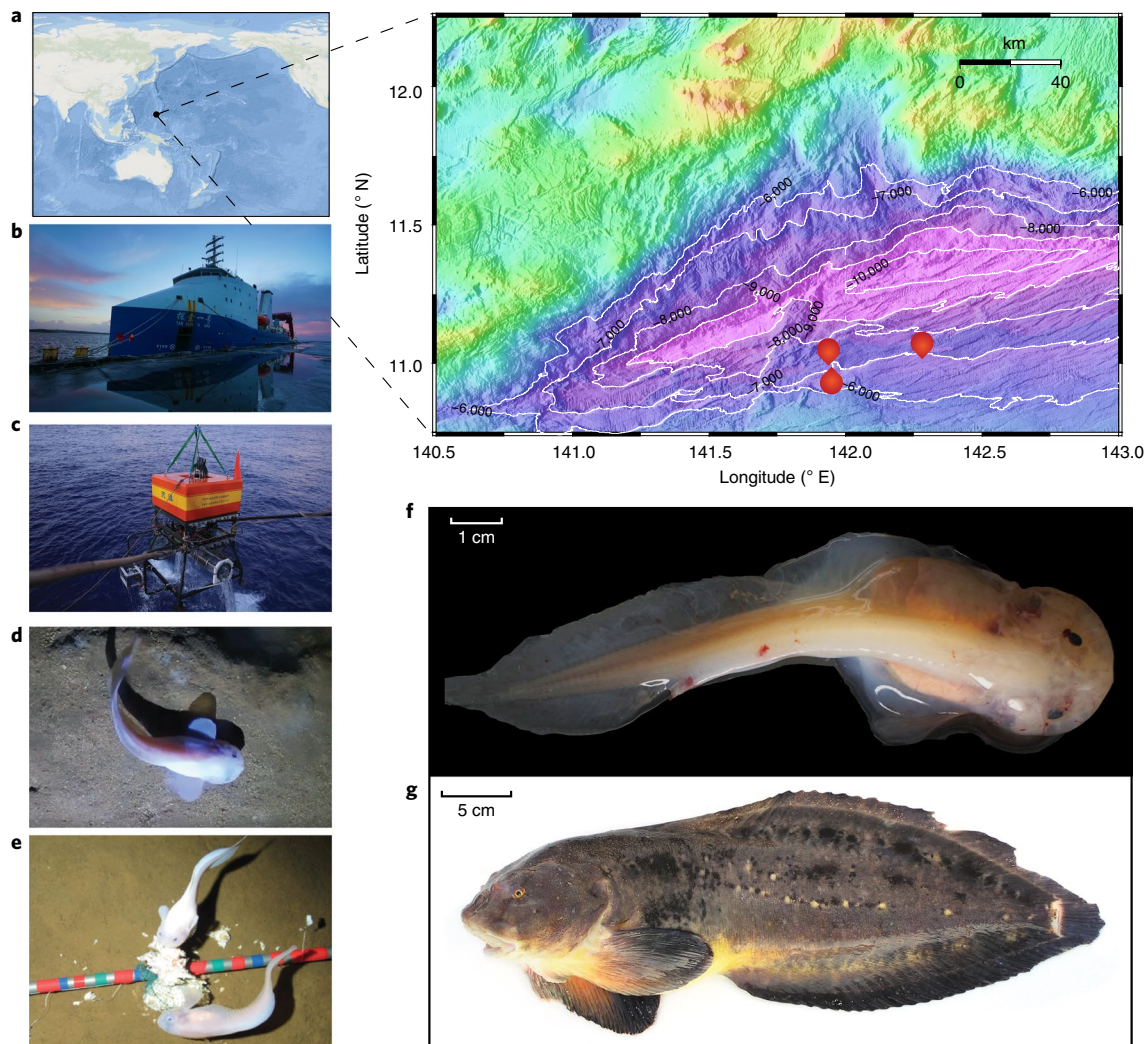 a
km
0
40
12.0
11.5
11.0
Latitude (° N)
−6,000
−7,000
−6,000
−8,000
−10,000
−9,000
−9,000
−8,000
−8,000
−7,000
−7,000
−6,000
−6,000
140.5
141.0
141.5
142.0
142.5
143.0
Longitude (° E)
b
c
d
e
f
1 cm
g
5 cm